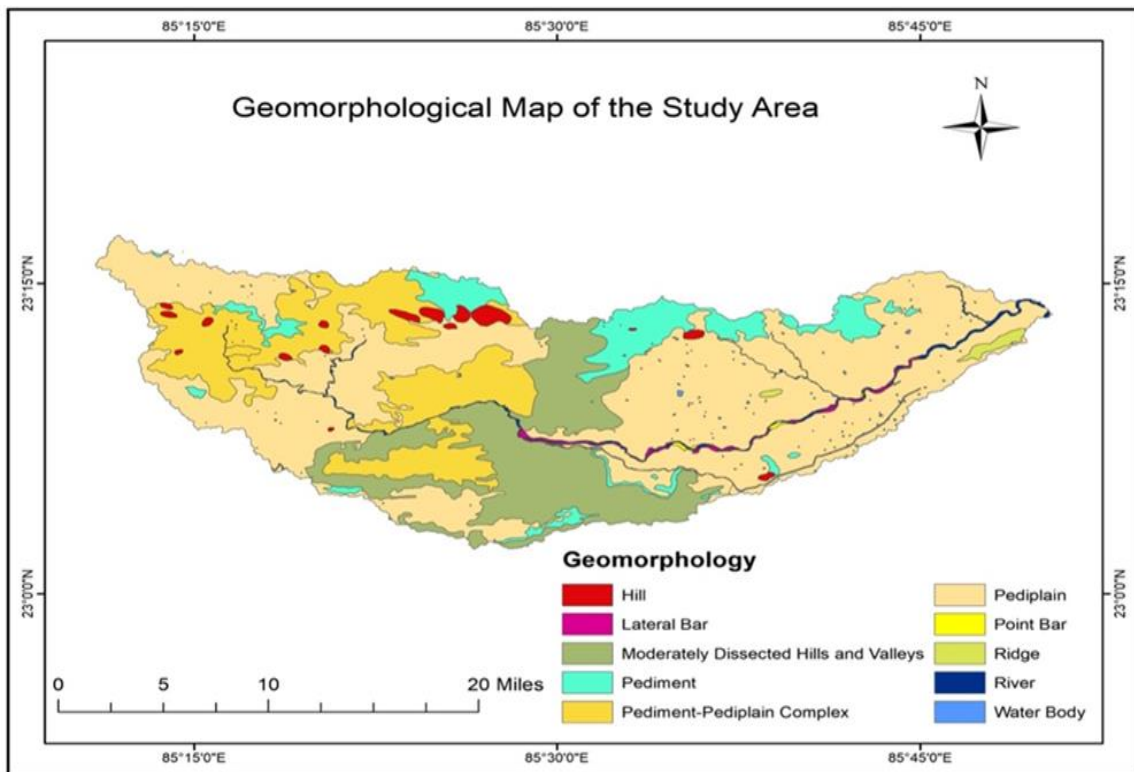 85°15'0"E 85°30'0"E 85°45'0"E
Geomorphological Map of the Study Area
N
23°15'0"N 23°15'0"N
Geomorphology
23°0'0"N 23°0'0"N
Hill
Lateral Bar
Moderately Dissected Hills and Valleys
Pediment
Pediment-Pediplain Complex
Pediplain
Point Bar
Ridge
River
Water Body
0 5 10 20 Miles
85°15'0"E 85°30'0"E 85°45'0"E